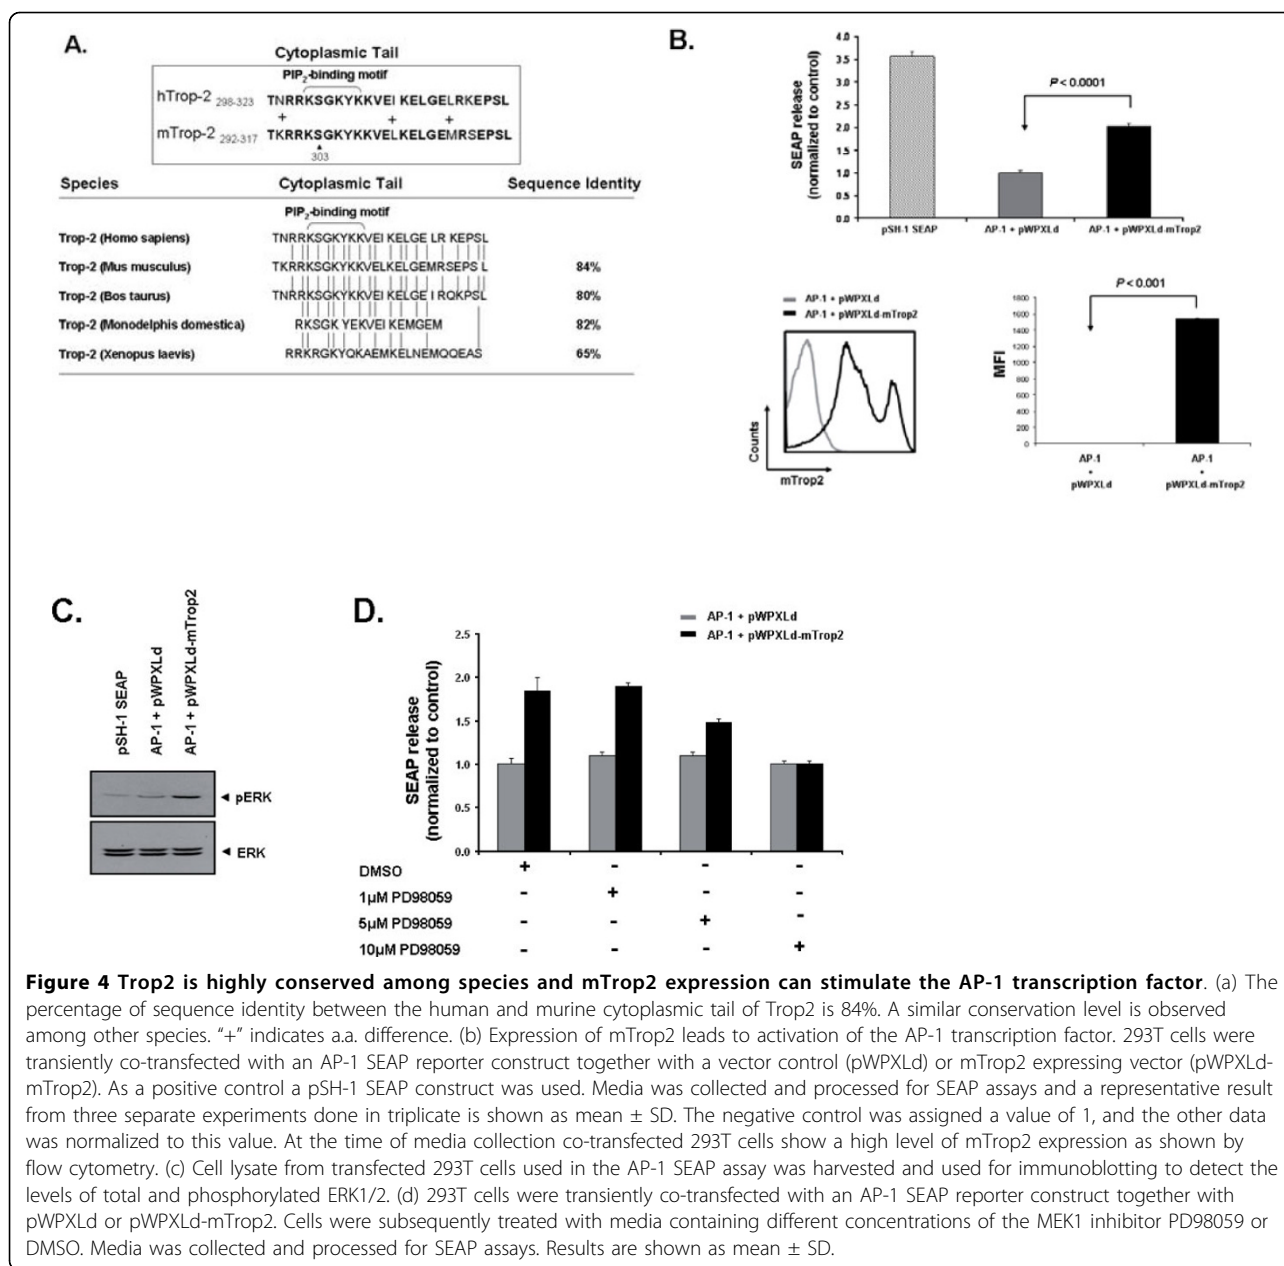 A.
Cytoplasmic Tail
PIP2-binding motif
hTrop-2 298-323 TNRRKSGKYKKVEI KELGELRKEPSL
+ + +
mTrop-2 292-317 TKRRKSGKYKKVELKELGEMRSEPSL
▲
303
Species Cytoplasmic Tail Sequence Identity
PIP2-binding motif
Trop-2 (Homo sapiens) TNRRKSGKYKKVEI KELGE LR KEPSL
Trop-2 (Mus musculus) TKRRKSGKYKKVELKELGEMRSEPS L 84%
Trop-2 (Bos taurus) TNRRKSGKYKKVEI KELGE I RQKPSL 80%
Trop-2 (Monodelphis domestica) RKSGK YEKVEI KEMGEM 82%
Trop-2 (Xenopus laevis) RRKRGKYQKAEMKELNEMQQEAS 65%
B.
SEAP release
(normalized to control)
4.0
3.5
3.0
2.5
2.0
1.5
1.0
0.5
0.0
P < 0.0001
pSH-1 SEAP AP-1 + pWPXLd AP-1 + pWPXLd-mTrop2
AP-1 + pWPXLd
AP-1 + pWPXLd-mTrop2
Counts
mTrop2
MFI
1800
1600
1400
1200
1000
800
600
400
200
0
P < 0.001
AP-1 AP-1
+ +
pWPXLd pWPXLd-mTrop2
C.
pSH-1 SEAP
AP-1 + pWPXLd
AP-1 + pWPXLd-mTrop2
◄ pERK
◄ ERK
D.
AP-1 + pWPXLd
AP-1 + pWPXLd-mTrop2
SEAP release
(normalized to control)
2.5
2.0
1.5
1.0
0.5
0.0
DMSO + - - -
1µM PD98059 - + - -
5µM PD98059 - - + -
10µM PD98059 - - - +
Figure 4 Trop2 is highly conserved among species and mTrop2 expression can stimulate the AP-1 transcription factor. (a) The
percentage of sequence identity between the human and murine cytoplasmic tail of Trop2 is 84%. A similar conservation level is observed
among other species. "+" indicates a.a. difference. (b) Expression of mTrop2 leads to activation of the AP-1 transcription factor. 293T cells were
transiently co-transfected with an AP-1 SEAP reporter construct together with a vector control (pWPXLd) or mTrop2 expressing vector (pWPXLd-
mTrop2). As a positive control a pSH-1 SEAP construct was used. Media was collected and processed for SEAP assays and a representative result
from three separate experiments done in triplicate is shown as mean ± SD. The negative control was assigned a value of 1, and the other data
was normalized to this value. At the time of media collection co-transfected 293T cells show a high level of mTrop2 expression as shown by
flow cytometry. (c) Cell lysate from transfected 293T cells used in the AP-1 SEAP assay was harvested and used for immunoblotting to detect the
levels of total and phosphorylated ERK1/2. (d) 293T cells were transiently co-transfected with an AP-1 SEAP reporter construct together with
pWPXLd or pWPXLd-mTrop2. Cells were subsequently treated with media containing different concentrations of the MEK1 inhibitor PD98059 or
DMSO. Media was collected and processed for SEAP assays. Results are shown as mean ± SD.